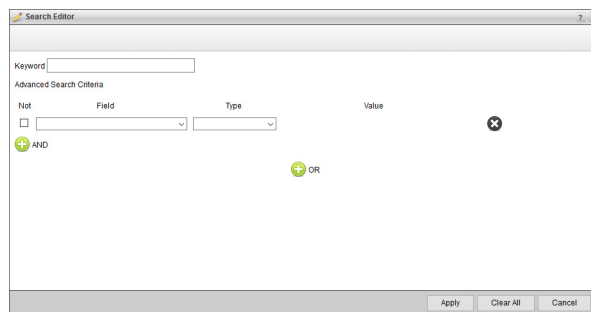 Search Editor ?
Keyword
Advanced Search Criteria
Not Field Type Value
AND
OR
Apply Clear All Cancel